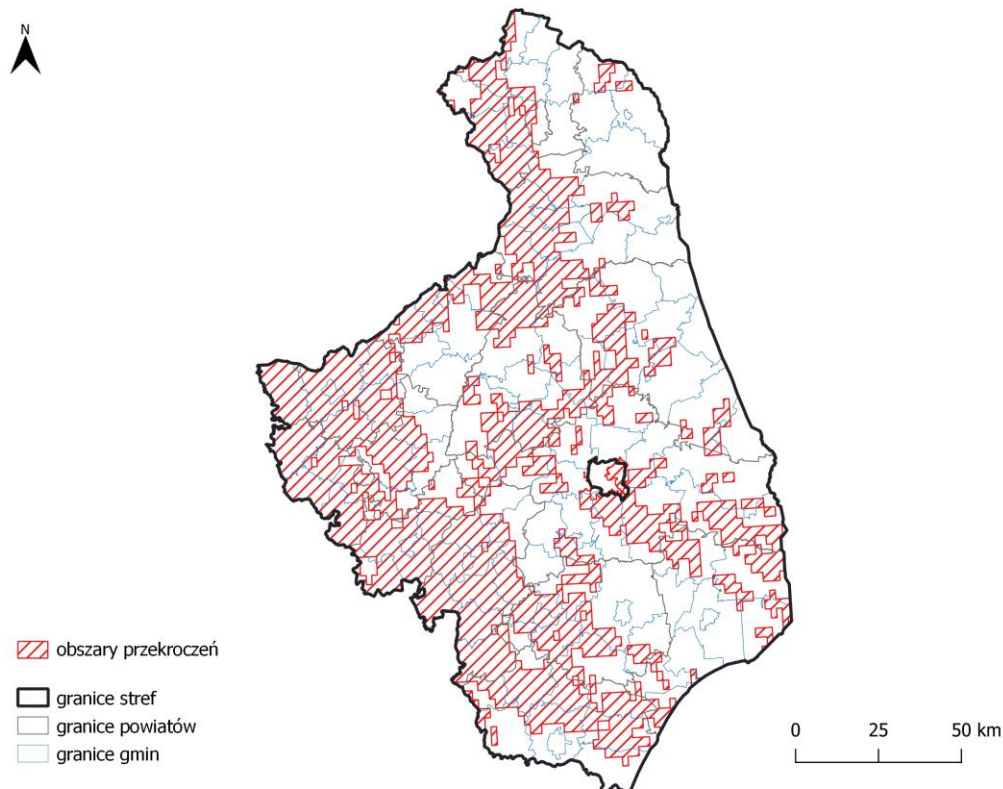 N
obszary przekroczeń
granice stref
granice powiatów
granice gmin
0 25 50 km